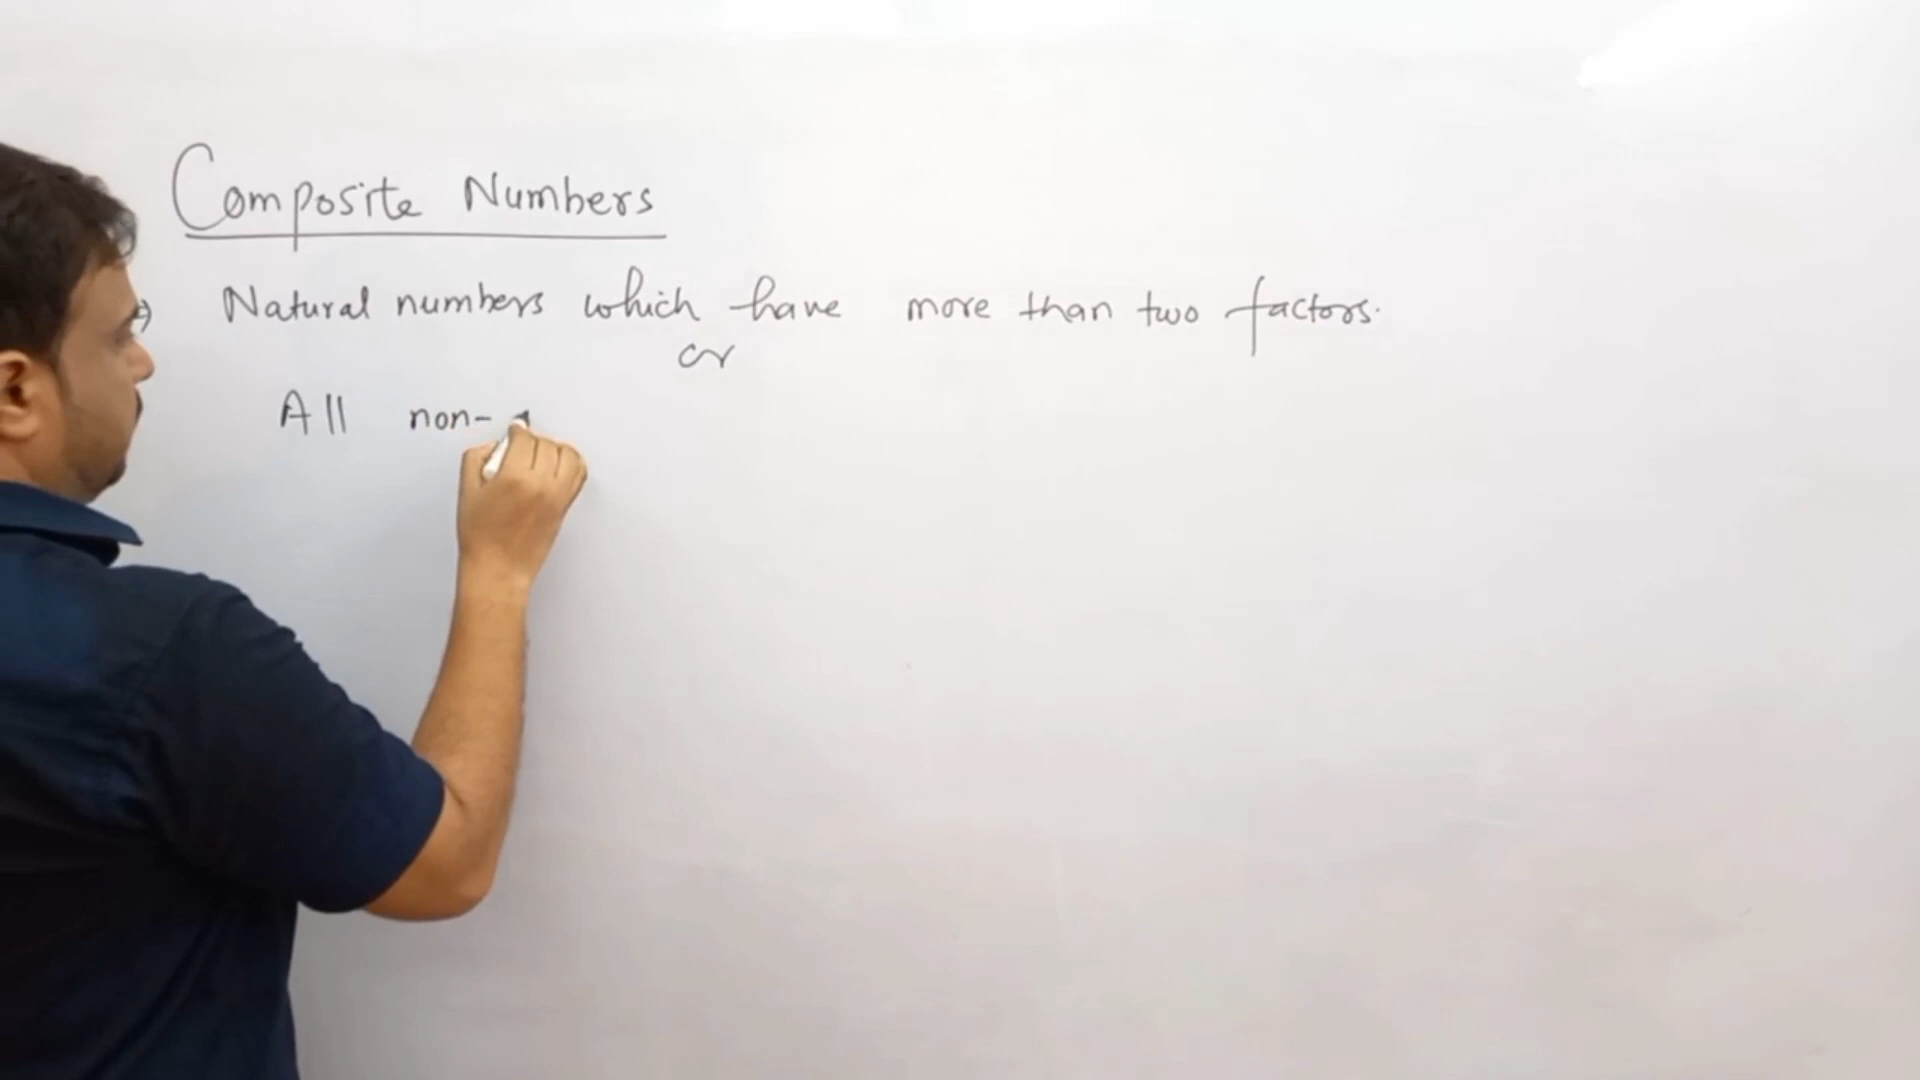 Composite Numbers
Natural numbers which have more than two factors.
or
All non-